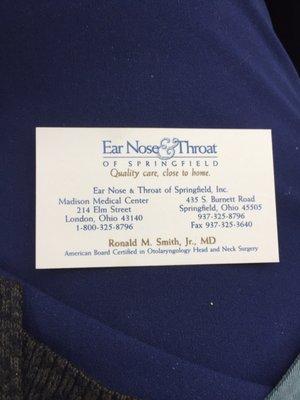 Ear Nose & Throat
OF SPRINGFIELD
Quality care, close to home.
Ear Nose & Throat of Springfield, Inc.
Madison Medical Center
214 Elm Street
London, Ohio 43140
1-800-325-8796
435 S. Burnett Road
Springfield, Ohio 45505
937-325-8796
Fax 937-325-3640
Ronald M. Smith, Jr., MD
American Board Certified in Otolaryngology Head and Neck Surgery